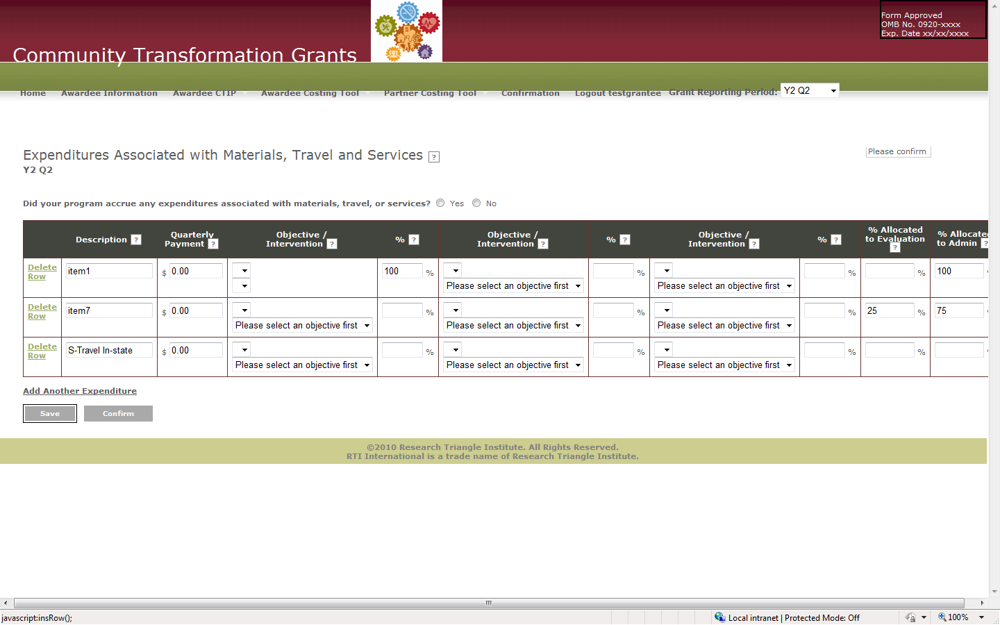 Form Approved
OMB No. 0920-xxxx
Exp. Date xx/xx/xxxx
Community Transformation Grants
Home Awardee Information Awardee CTIP Awardee Costing Tool Partner Costing Tool Confirmation Logout testgrantee Grant Reporting Period: Y2 Q2
Expenditures Associated with Materials, Travel and Services ?
Please confirm
Y2 Q2
Did your program accrue any expenditures associated with materials, travel, or services? Yes No
Description ? Quarterly Payment ? Objective / Intervention ? % ? Objective / Intervention ? % ? Objective / Intervention ? % ? % Allocated to Evaluation ? % Allocated to Admin ?
Delete Row item1 $ 0.00 100 % % % % 100
Please select an objective first Please select an objective first
Delete Row item7 $ 0.00 % % % 25 % 75
Please select an objective first Please select an objective first Please select an objective first
Delete Row S-Travel In-state $ 0.00 % % % %
Please select an objective first Please select an objective first Please select an objective first
Add Another Expenditure
Save Confirm
©2010 Research Triangle Institute. All Rights Reserved.
RTI International is a trade name of Research Triangle Institute.
javascript:insRow(); Local intranet | Protected Mode: Off 100%